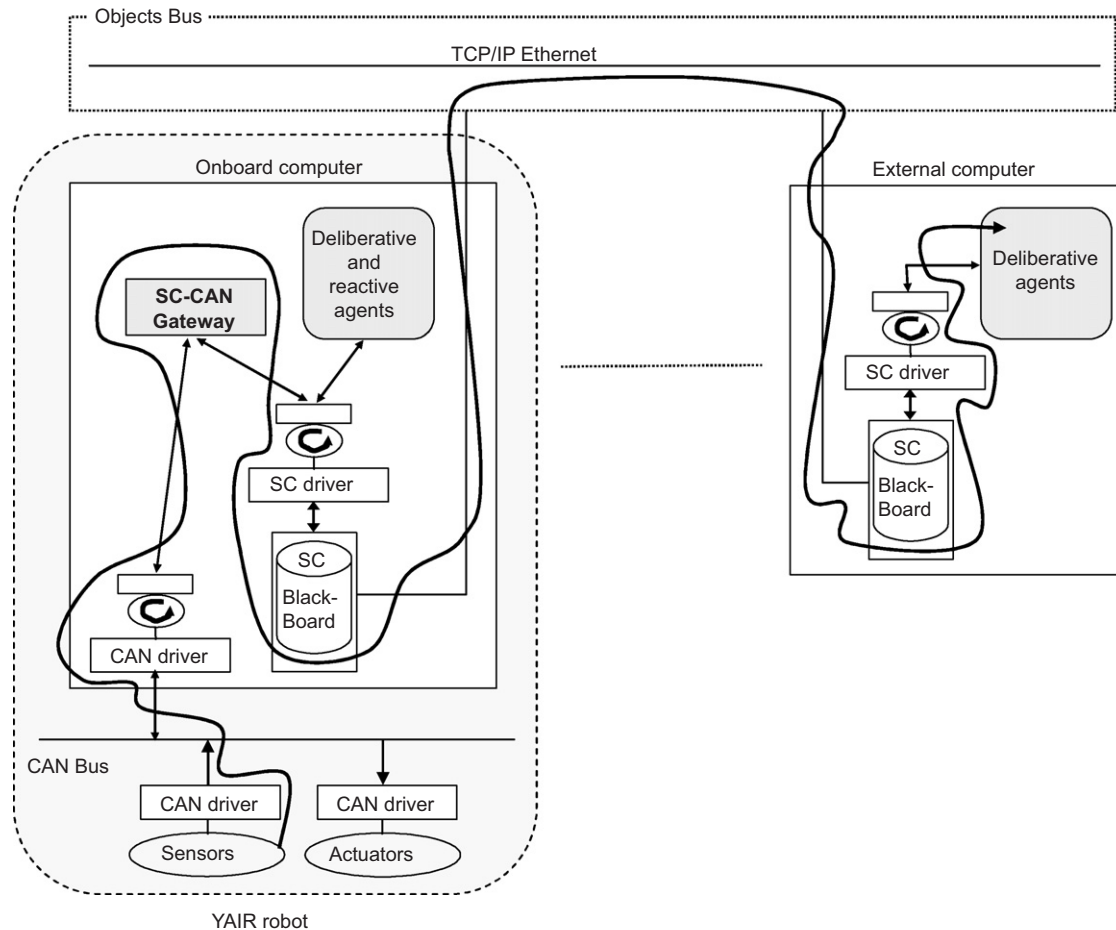 Objects Bus
TCP/IP Ethernet
Onboard computer
External computer
Deliberative
and
reactive
agents
SC-CAN
Gateway
SC driver
SC
Black-
Board
CAN driver
CAN Bus
CAN driver
Sensors
CAN driver
Actuators
YAIR robot
Deliberative
agents
SC driver
SC
Black-
Board